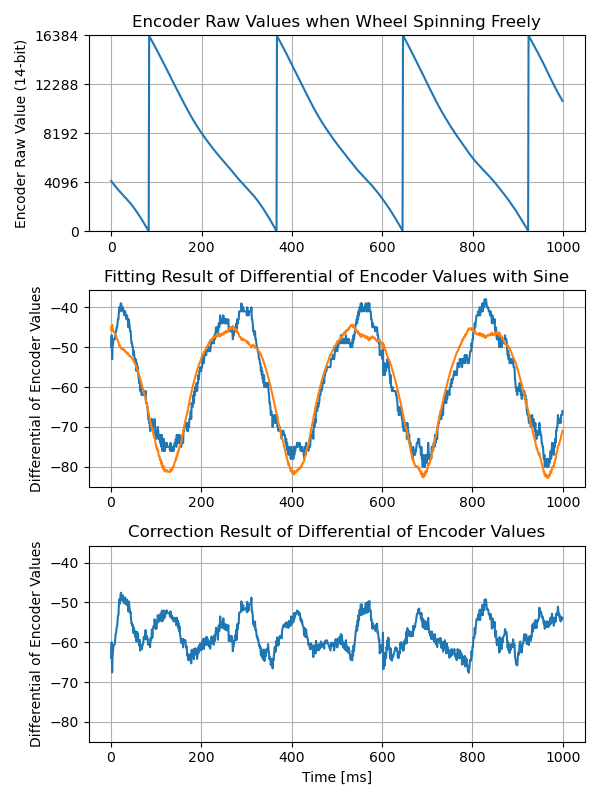 Encoder Raw Values when Wheel Spinning Freely
Encoder Raw Value (14-bit)
16384
12288
8192
4096
0
0 200 400 600 800 1000
Fitting Result of Differential of Encoder Values with Sine
Differential of Encoder Values
−40
−50
−60
−70
−80
0 200 400 600 800 1000
Correction Result of Differential of Encoder Values
Differential of Encoder Values
−40
−50
−60
−70
−80
0 200 400 600 800 1000
Time [ms]